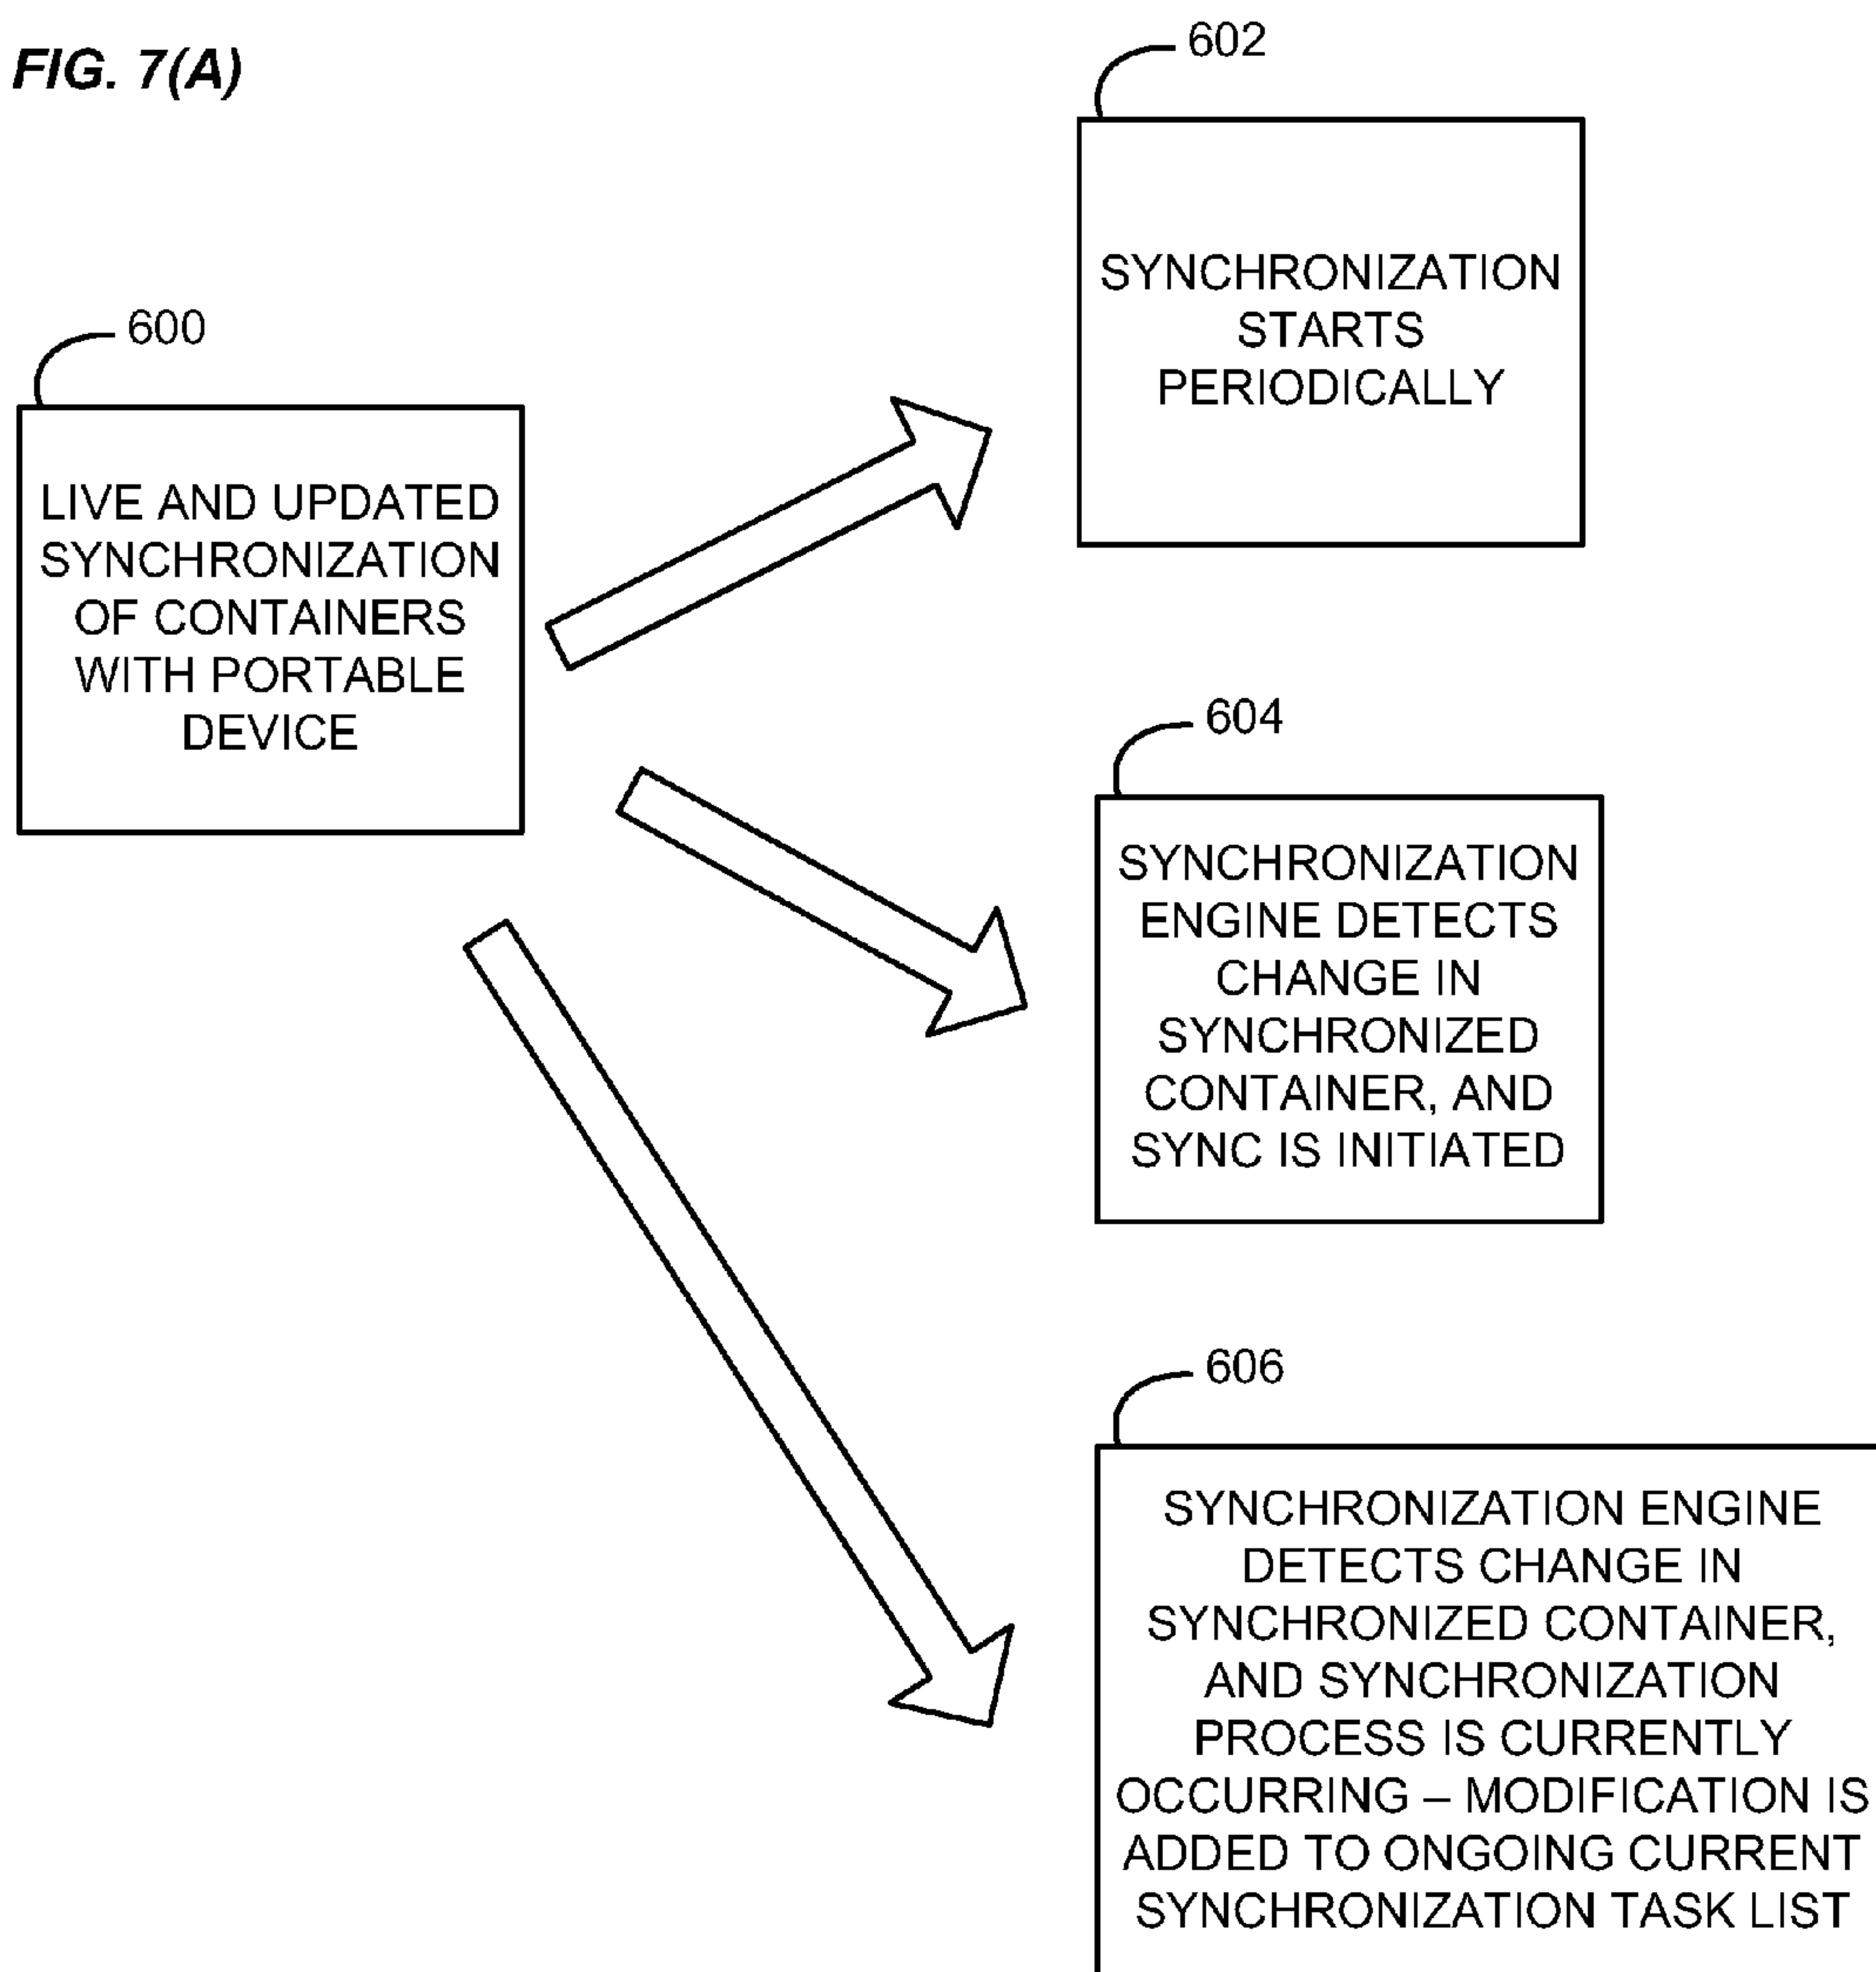 FIG. 7(A)
602
SYNCHRONIZATION
STARTS
PERIODICALLY
600
LIVE AND UPDATED
SYNCHRONIZATION
OF CONTAINERS
WITH PORTABLE
DEVICE
604
SYNCHRONIZATION
ENGINE DETECTS
CHANGE IN
SYNCHRONIZED
CONTAINER, AND
SYNC IS INITIATED
606
SYNCHRONIZATION ENGINE
DETECTS CHANGE IN
SYNCHRONIZED CONTAINER,
AND SYNCHRONIZATION
PROCESS IS CURRENTLY
OCCURRING – MODIFICATION IS
ADDED TO ONGOING CURRENT
SYNCHRONIZATION TASK LIST